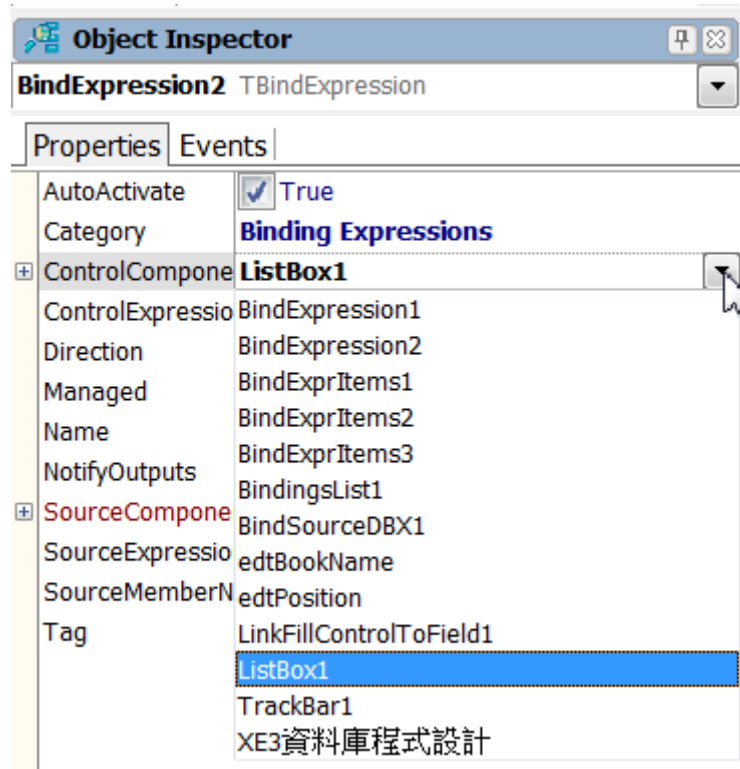 Object Inspector
BindExpression2 TBindExpression
Properties Events
AutoActivate True
Category Binding Expressions
ControlCompone ListBox1
ControlExpressio BindExpression1
Direction BindExpression2
Managed BindExprItems1
BindExprItems2
Name BindExprItems3
NotifyOutputs BindingsList1
SourceCompone BindSourceDBX1
SourceExpressio edtBookName
SourceMemberN edtPosition
Tag LinkFillControlToField1
ListBox1
TrackBar1
XE3資料庫程式設計